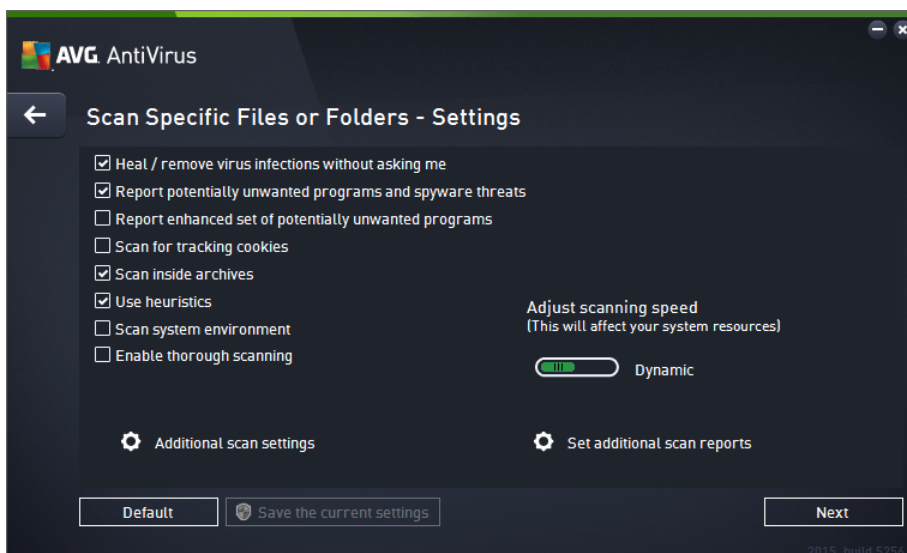 AVG AntiVirus
Scan Specific Files or Folders - Settings
Heal / remove virus infections without asking me
Report potentially unwanted programs and spyware threats
Report enhanced set of potentially unwanted programs
Scan for tracking cookies
Scan inside archives
Use heuristics
Scan system environment
Enable thorough scanning
Adjust scanning speed
(This will affect your system resources)
Dynamic
Additional scan settings
Set additional scan reports
Default
Save the current settings
Next
2015 build